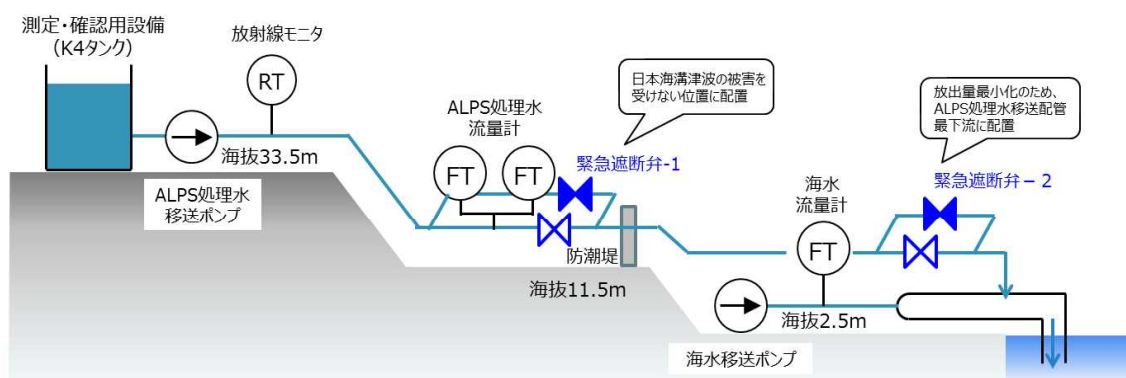 測定・確認用設備
（K4タンク）
放射線モニタ
RT
海抜33.5m
ALPS処理水
移送ポンプ
ALPS処理水
流量計
FT
FT
日本海溝津波の被害を
受けない位置に配置
緊急遮断弁-1
防潮堤
海抜11.5m
放出量最小化のため、
ALPS処理水移送配管
最下流に配置
緊急遮断弁－2
海水
流量計
FT
海抜2.5m
海水移送ポンプ